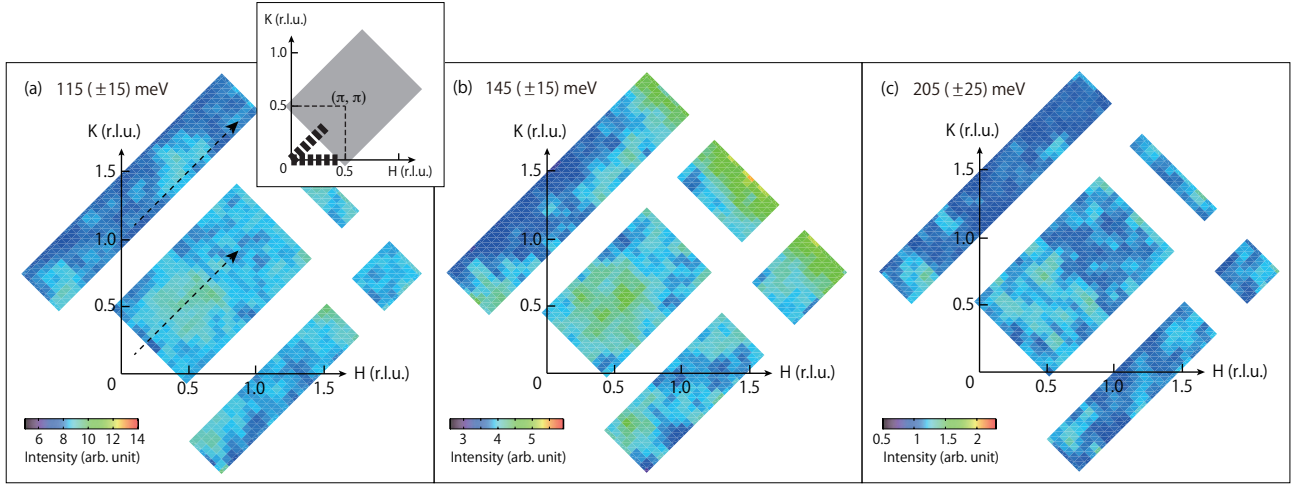 K (r.l.u.)
1.0
0.5
0
(π, π)
0.5
H (r.l.u.)
(a) 115 (±15) meV
K (r.l.u.)
1.5
1.0
0.5
0
0.5
1.0
1.5
H (r.l.u.)
6 8 10 12 14
Intensity (arb. unit)
(b) 145 (±15) meV
K (r.l.u.)
1.5
1.0
0.5
0
0.5
1.0
1.5
H (r.l.u.)
3 4 5
Intensity (arb. unit)
(c) 205 (±25) meV
K (r.l.u.)
1.5
1.0
0.5
0
0.5
1.0
1.5
H (r.l.u.)
0.5 1 1.5 2
Intensity (arb. unit)